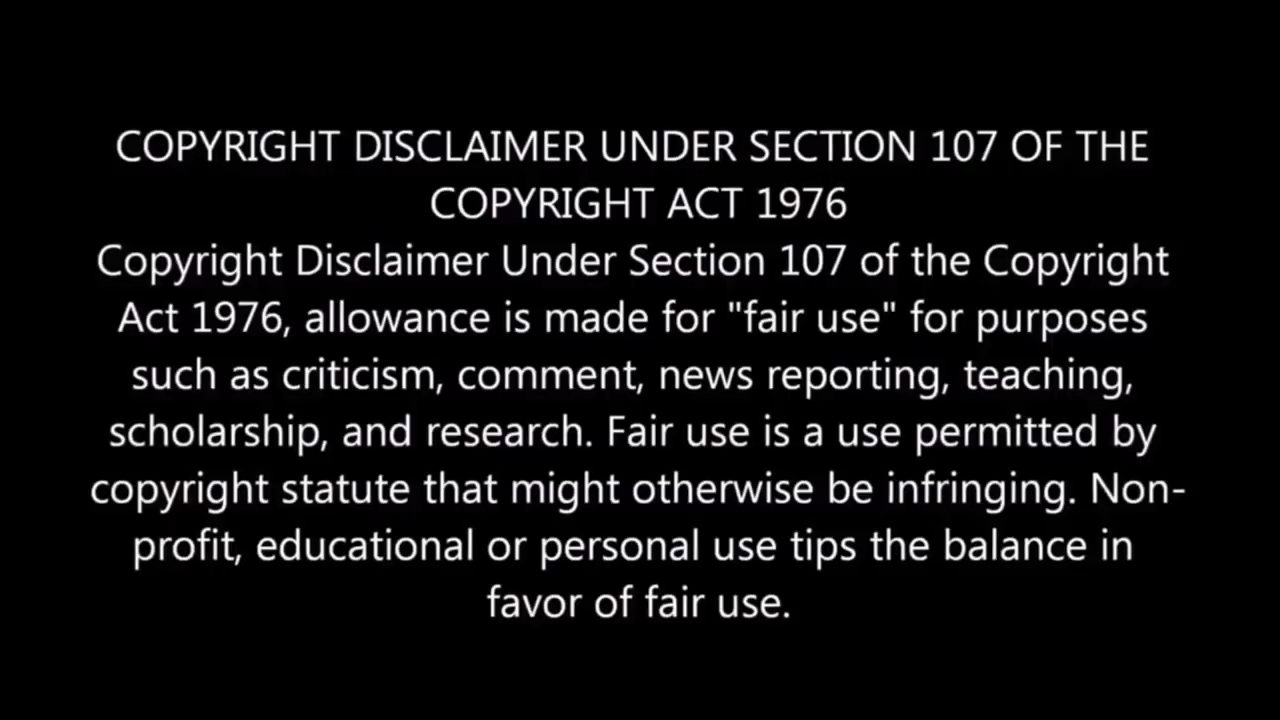 COPYRIGHT DISCLAIMER UNDER SECTION 107 OF THE
COPYRIGHT ACT 1976
Copyright Disclaimer Under Section 107 of the Copyright
Act 1976, allowance is made for "fair use" for purposes
such as criticism, comment, news reporting, teaching,
scholarship, and research. Fair use is a use permitted by
copyright statute that might otherwise be infringing. Non-
profit, educational or personal use tips the balance in
favor of fair use.